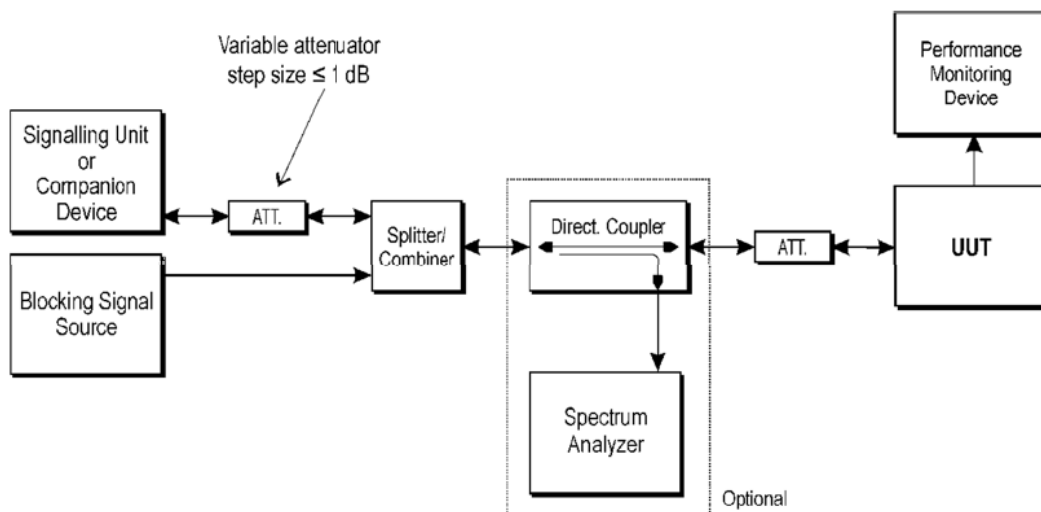 Variable attenuator
step size ≤ 1 dB
Performance
Monitoring
Device
Signalling Unit
or
Companion
Device
ATT.
Splitter/
Combiner
Direct. Coupler
ATT.
UUT
Blocking Signal
Source
Spectrum
Analyzer
Optional